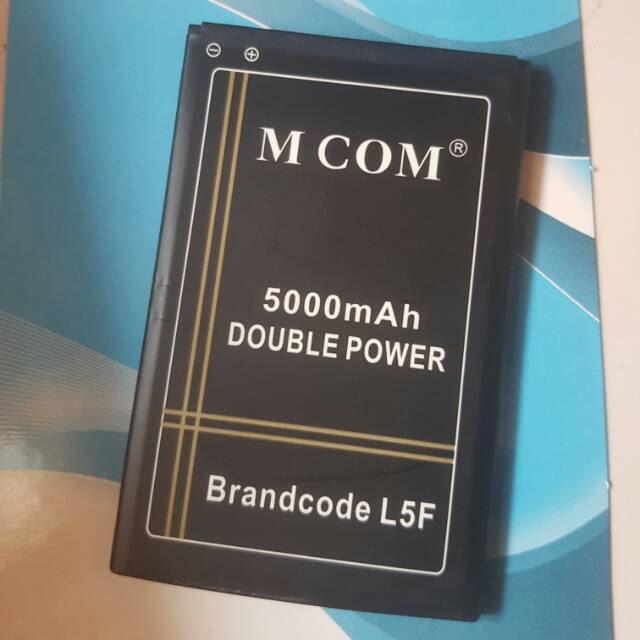 ⊖ ⊕
M COM®
5000mAh
DOUBLE POWER
Brandcode L5F